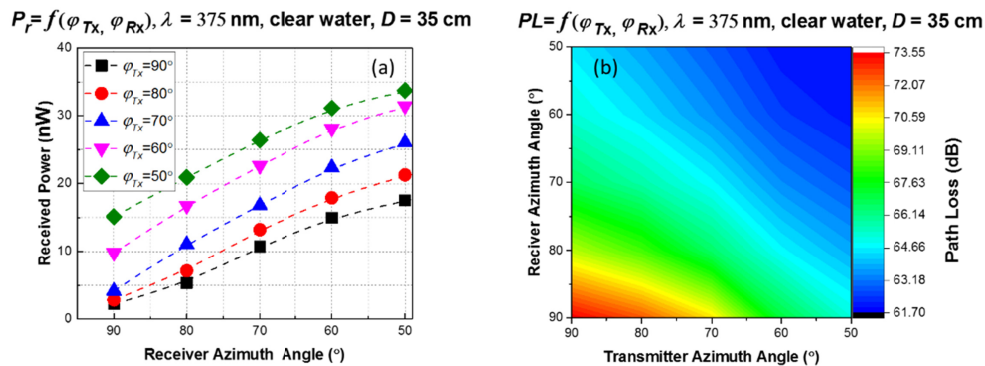 Pr= f(φTx, φRx), λ = 375 nm, clear water, D = 35 cm
40
30
20
10
0
Received Power (nW)
φTx=90°
φTx=80°
φTx=70°
φTx=60°
φTx=50°
(a)
90 80 70 60 50
Receiver Azimuth Angle (°)
PL= f(φTx, φRx), λ = 375 nm, clear water, D = 35 cm
50
60
70
80
90
Reciver Azimuth Angle (°)
(b)
90 80 70 60 50
Transmitter Azimuth Angle (°)
73.55
72.07
70.59
69.11
67.63
66.14
64.66
63.18
61.70
Path Loss (dB)